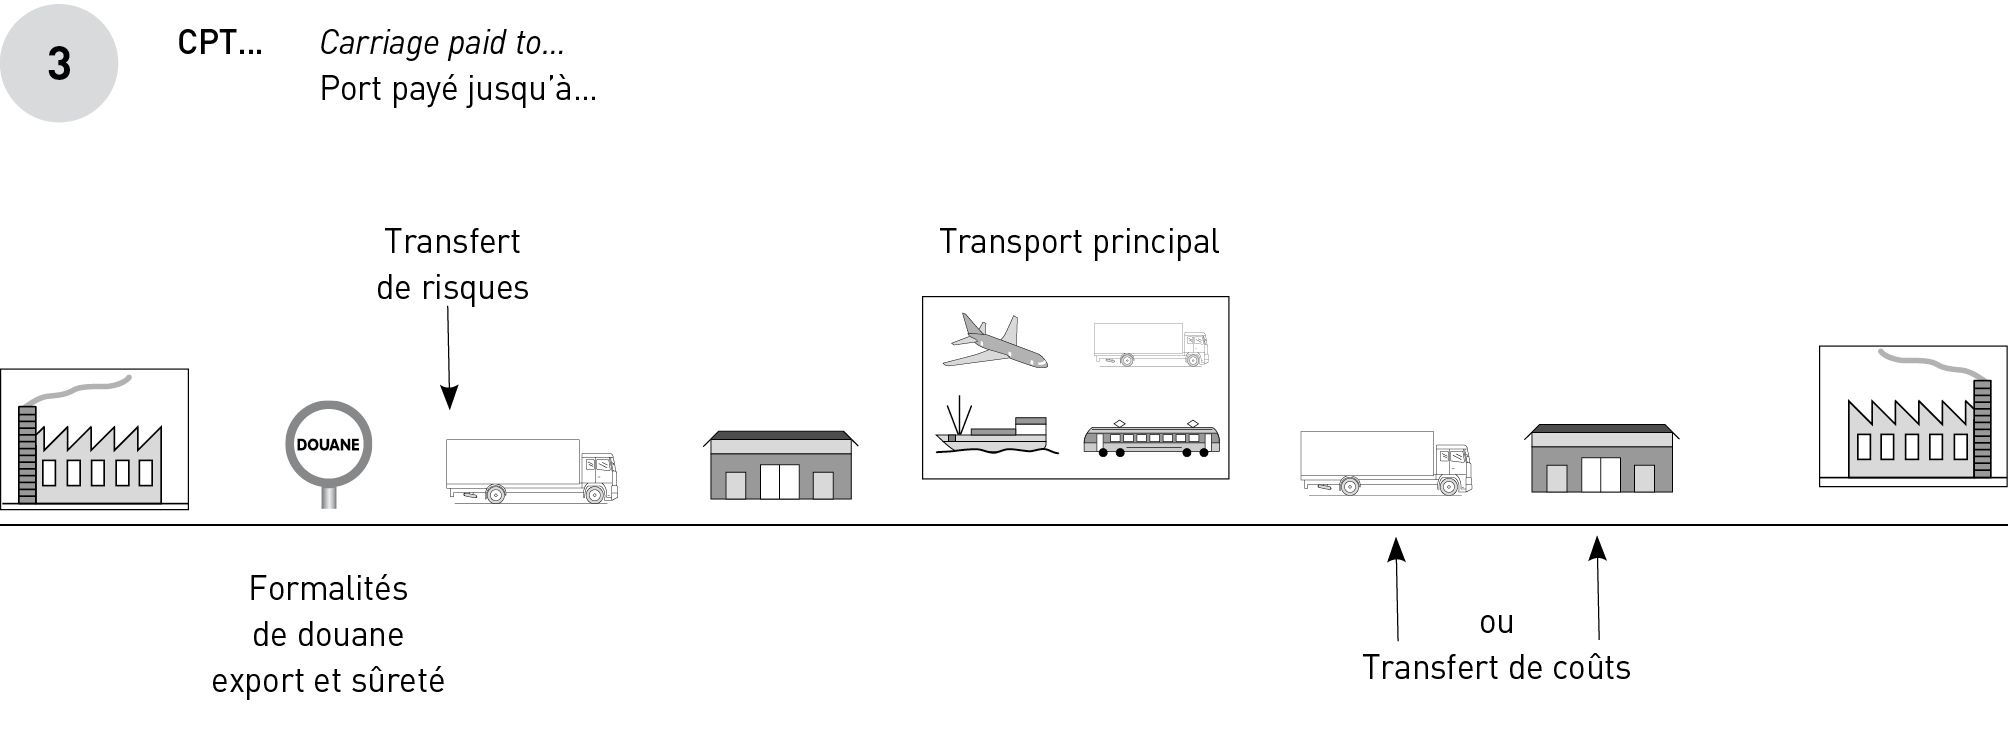 3
CPT... Carriage paid to...
Port payé jusqu’à...
Transfert
de risques
Transport principal
DOUANE
Formalités
de douane
export et sûreté
ou
Transfert de coûts